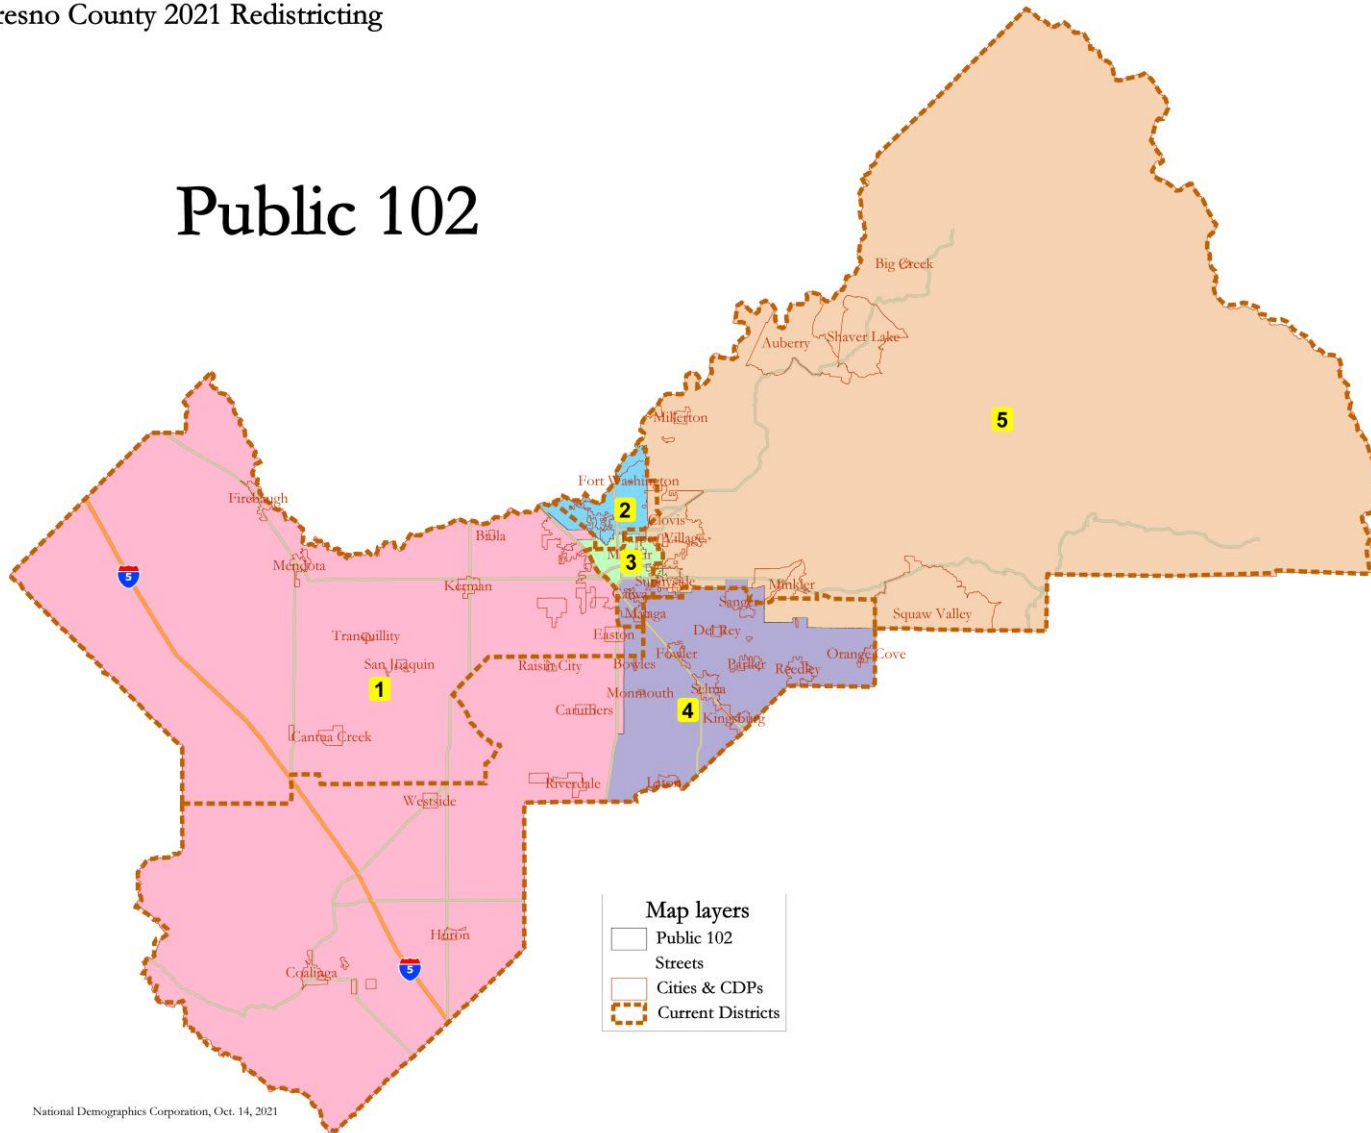 resno County 2021 Redistricting
Public 102
Big Creek
Auberry
Shaver Lake
Millerton
5
Fort Washington
Firebaugh
2
Clovis
Biola
Mendota
3
5
Kerman
Sunnyside
Minkler
Calwa
Sanger
Malaga
Squaw Valley
Tranquillity
Easton
Del Rey
San Joaquin
Raisin City
Bowles
Fowler
Parlier
Reedley
Orange Cove
1
Monmouth
Selma
Caruthers
4
Kingsburg
Cantua Creek
Riverdale
Laton
Westside
Huron
Coalinga
5
Map layers
Public 102
Streets
Cities & CDPs
Current Districts
National Demographics Corporation, Oct. 14, 2021